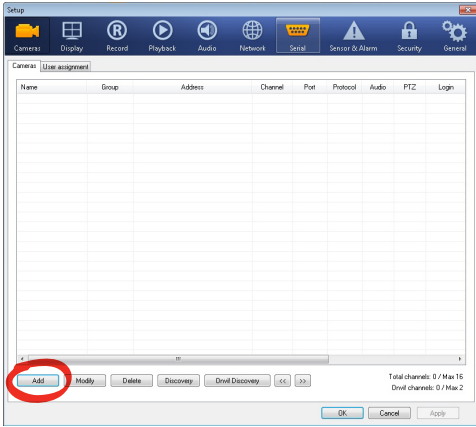 Setup
Cameras Display Record Playback Audio Network Serial Sensor & Alarm Security General
Cameras User assignment
Name Group Address Channel Port Protocol Audio PTZ Login
Add Modify Delete Discovery Onvif Discovery << >>
Total channels: 0 / Max 16
Onvif channels: 0 / Max 2
OK Cancel Apply